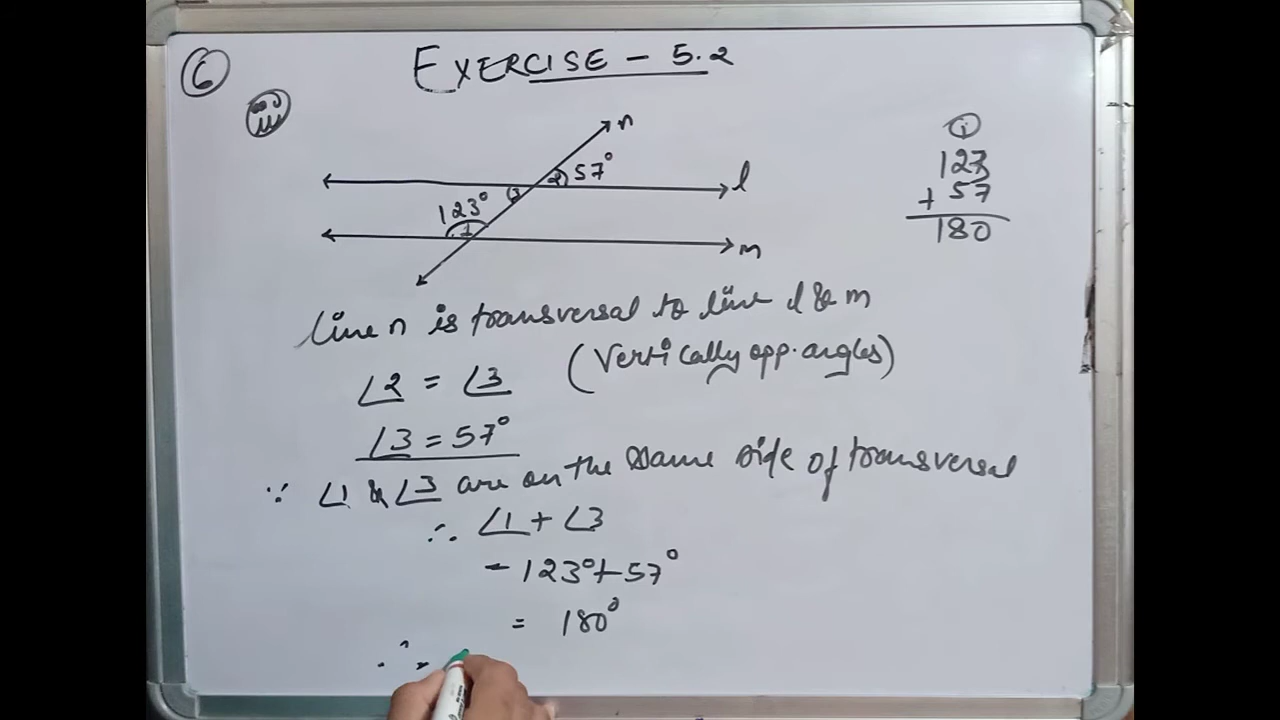 6
EXERCISE - 5.2
iii
n
57°
2
l
3
123°
1
m
1
123
+ 57
180
line n is transversal to line l & m
∠2 = ∠3 (Vertically opp. angles)
∠3 = 57°
∵ ∠1 & ∠3 are on the same side of transversal
∴ ∠1 + ∠3
- 123° + 57°
= 180°
∴